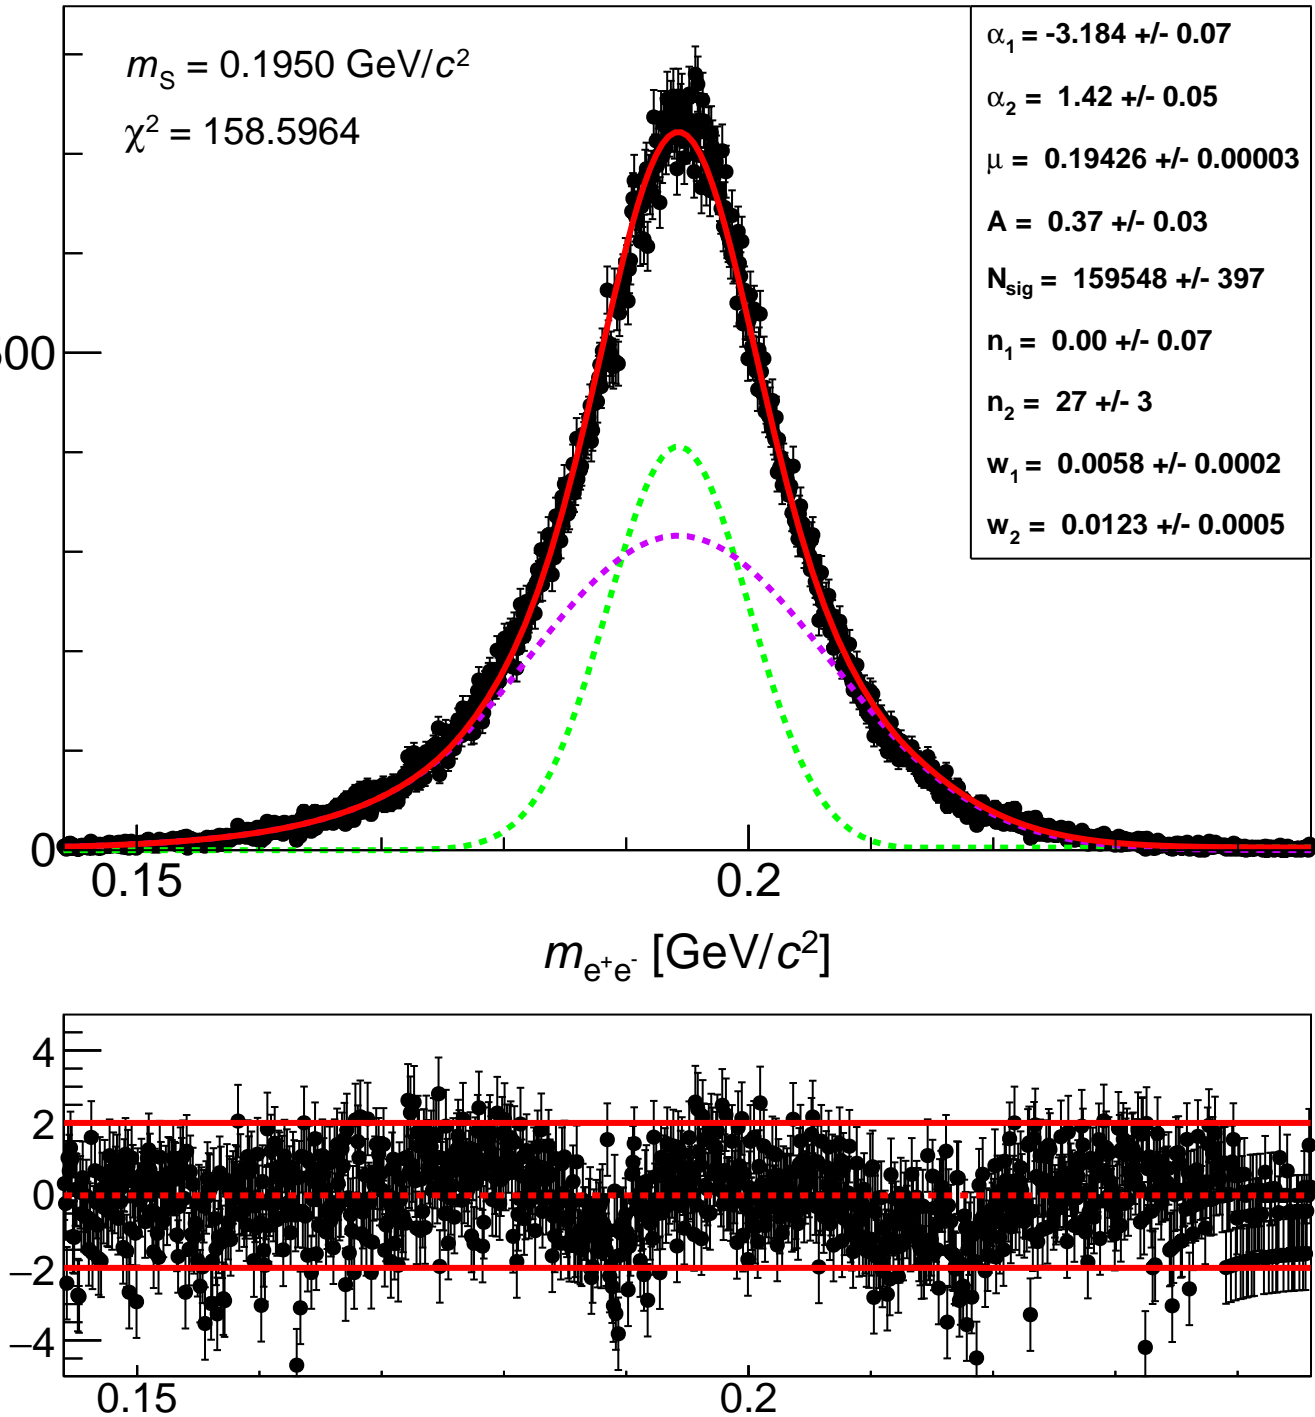 m_S = 0.1950 GeV/c²
χ² = 158.5964
α₁ = -3.184 +/- 0.07
α₂ = 1.42 +/- 0.05
μ = 0.19426 +/- 0.00003
A = 0.37 +/- 0.03
N_sig = 159548 +/- 397
n₁ = 0.00 +/- 0.07
n₂ = 27 +/- 3
w₁ = 0.0058 +/- 0.0002
w₂ = 0.0123 +/- 0.0005
0
0.15 0.2
m_e⁺e⁻ [GeV/c²]
4
2
0
−2
−4
0.15 0.2